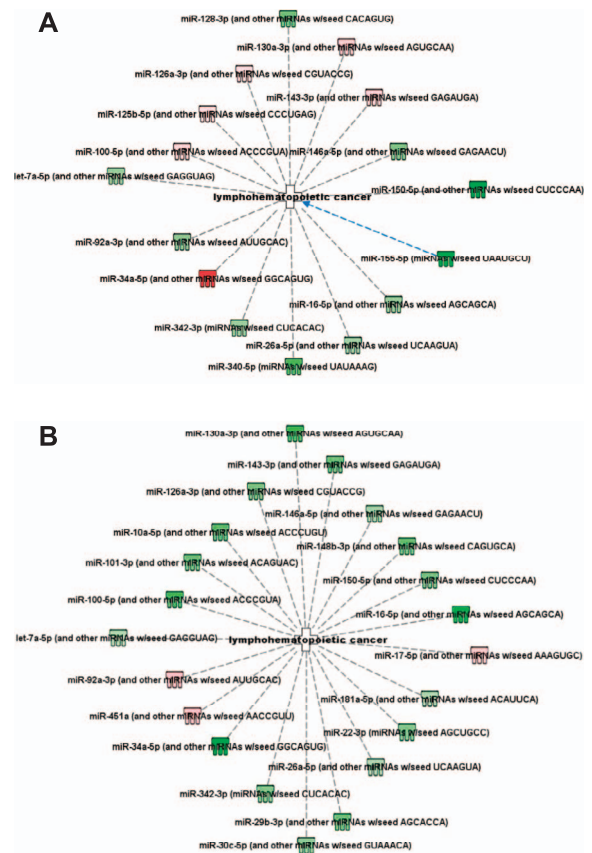 A
miR-128-3p (and other miRNAs w/seed CACAGUG)
miR-130a-3p (and other miRNAs w/seed AGUGCAA)
miR-126a-3p (and other miRNAs w/seed CGUACCG)
miR-143-3p (and other miRNAs w/seed GAGAUGA)
miR-125b-5p (and other miRNAs w/seed CCCUGAG)
miR-100-5p (and other miRNAs w/seed ACCCGUA)
miR-146a-5p (and other miRNAs w/seed GAGAACU)
let-7a-5p (and other miRNAs w/seed GAGGUAG)
miR-150-5p (and other miRNAs w/seed CUCCCAA)
lymphohematopoietic cancer
miR-92a-3p (and other miRNAs w/seed AUUGCAC)
miR-155-5p (miRNAs w/seed UAAUGCU)
miR-34a-5p (and other miRNAs w/seed GGCAGUG)
miR-16-5p (and other miRNAs w/seed AGCAGCA)
miR-342-3p (miRNAs w/seed CUCACAC)
miR-26a-5p (and other miRNAs w/seed UCAAGUA)
miR-340-5p (miRNAs w/seed UAUAAAG)
B
miR-130a-3p (and other miRNAs w/seed AGUGCAA)
miR-143-3p (and other miRNAs w/seed GAGAUGA)
miR-126a-3p (and other miRNAs w/seed CGUACCG)
miR-146a-5p (and other miRNAs w/seed GAGAACU)
miR-10a-5p (and other miRNAs w/seed ACCCUGU)
miR-148b-3p (and other miRNAs w/seed CAGUGCA)
miR-101-3p (and other miRNAs w/seed ACAGUAC)
miR-150-5p (and other miRNAs w/seed CUCCCAA)
miR-100-5p (and other miRNAs w/seed ACCCGUA)
miR-16-5p (and other miRNAs w/seed AGCAGCA)
let-7a-5p (and other miRNAs w/seed GAGGUAG)
lymphohematopoietic cancer
miR-17-5p (and other miRNAs w/seed AAAGUGC)
miR-92a-3p (and other miRNAs w/seed AUUGCAC)
miR-181a-5p (and other miRNAs w/seed ACAUUCA)
miR-451a (and other miRNAs w/seed AACCGUU)
miR-22-3p (miRNAs w/seed AGCUGCC)
miR-34a-5p (and other miRNAs w/seed GGCAGUG)
miR-26a-5p (and other miRNAs w/seed UCAAGUA)
miR-342-3p (miRNAs w/seed CUCACAC)
miR-29b-3p (and other miRNAs w/seed AGCACCA)
miR-30c-5p (and other miRNAs w/seed GUAAACA)